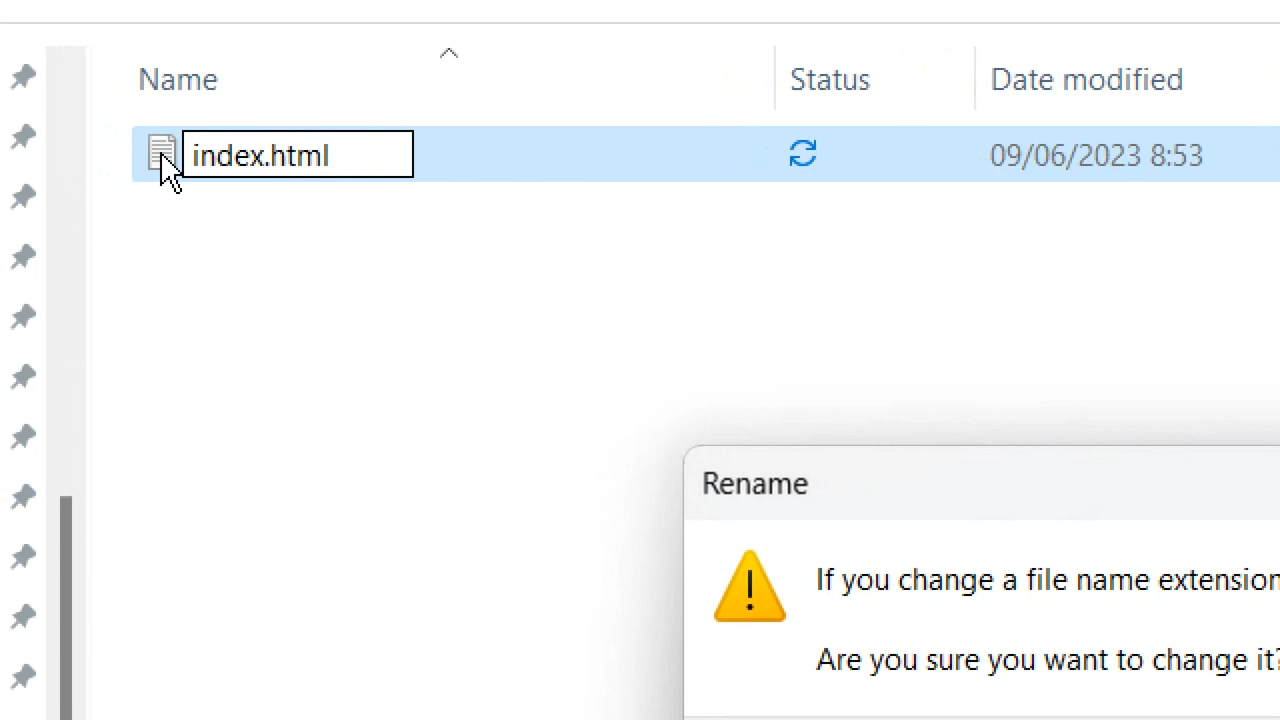 Name Status Date modified
index.html 09/06/2023 8:53
Rename
If you change a file name extension
Are you sure you want to change it?